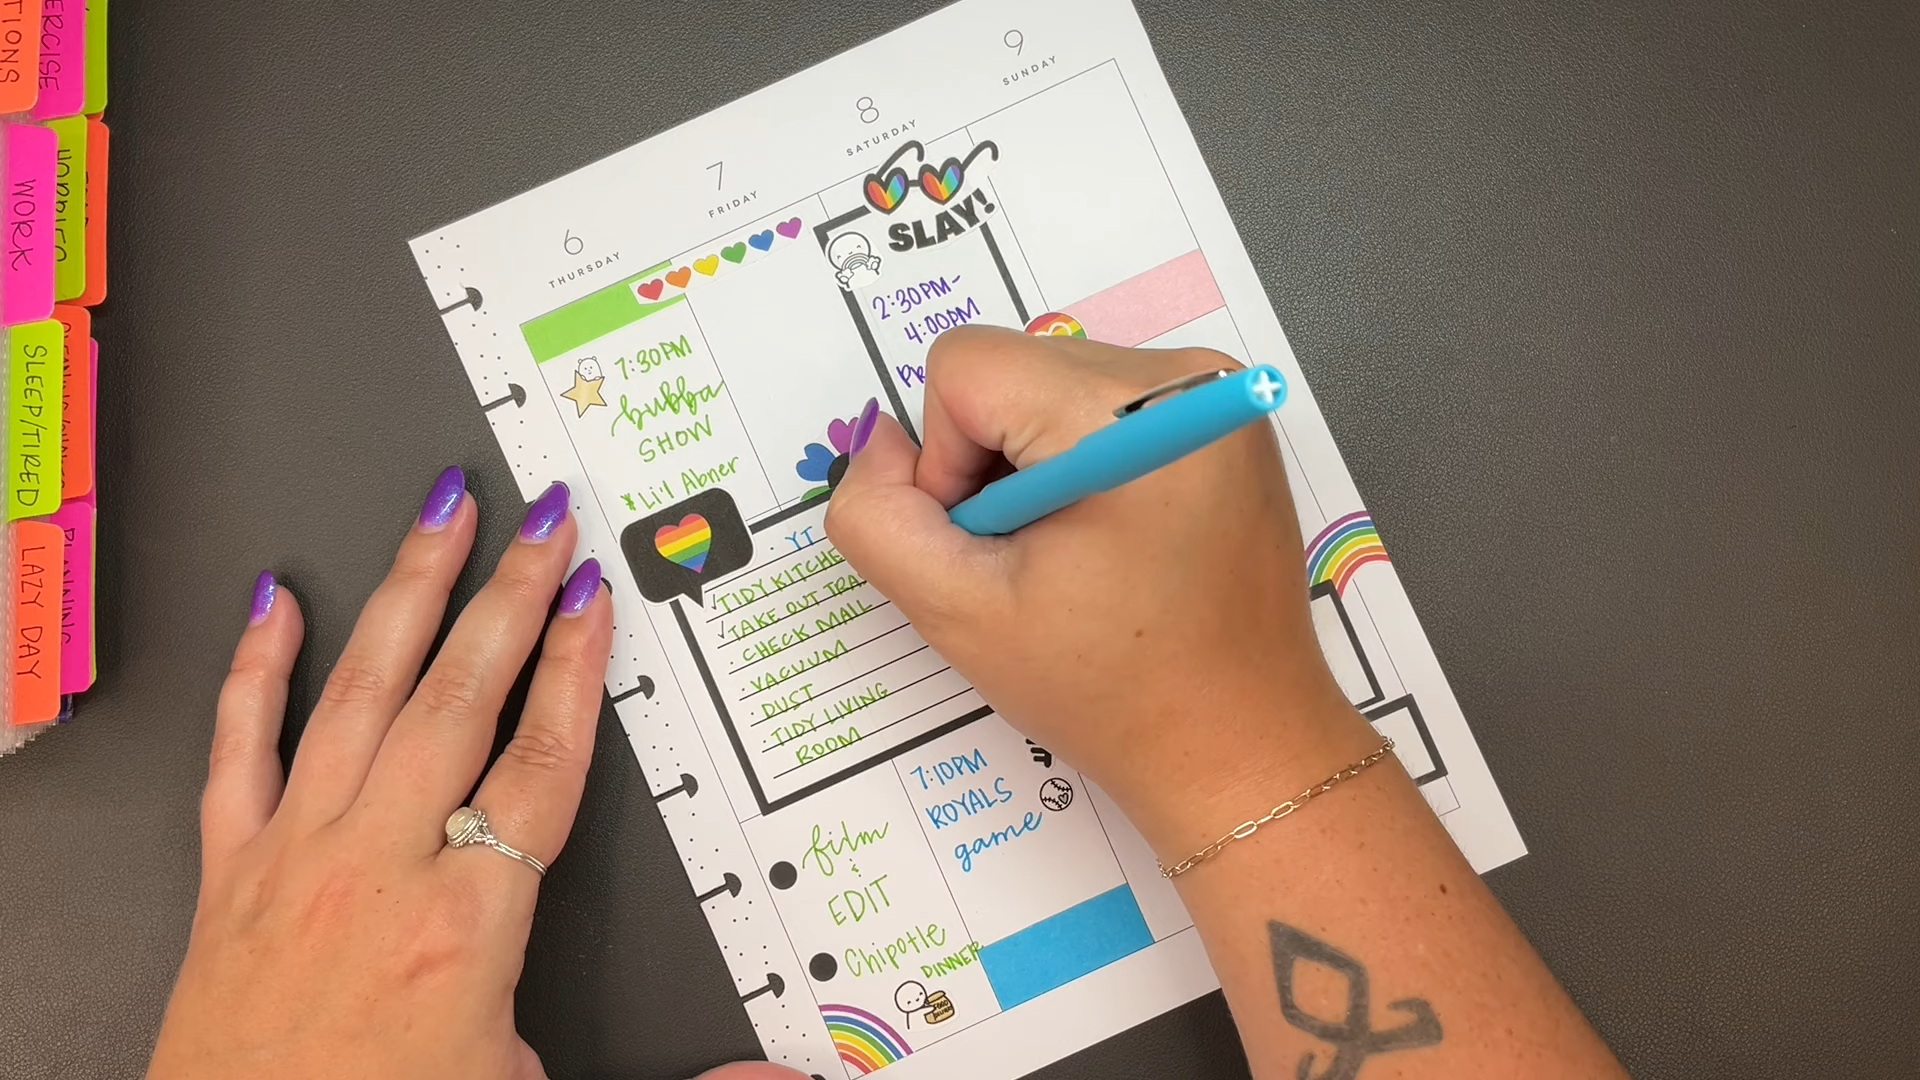 TIONS
ERCISE
WORK
HOBBIES
SLEEP/TIRED
LAZY DAY
PLANNING
6
THURSDAY
7
FRIDAY
8
SATURDAY
9
SUNDAY
7:30PM
bubba
SHOW
*Li'l Abner
SLAY!
2:30PM-
4:00PM
YT
✓TIDY KITCHE
✓TAKE OUT TRA
· CHECK MAIL
· VACUUM
· DUST
· TIDY LIVING
ROOM
film
&
EDIT
Chipotle
DINNER
7:10PM
ROYALS
game